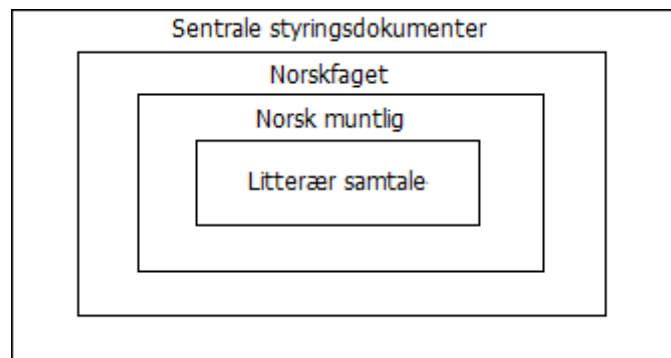 Sentrale styringsdokumenter
Norskfaget
Norsk muntlig
Litterær samtale